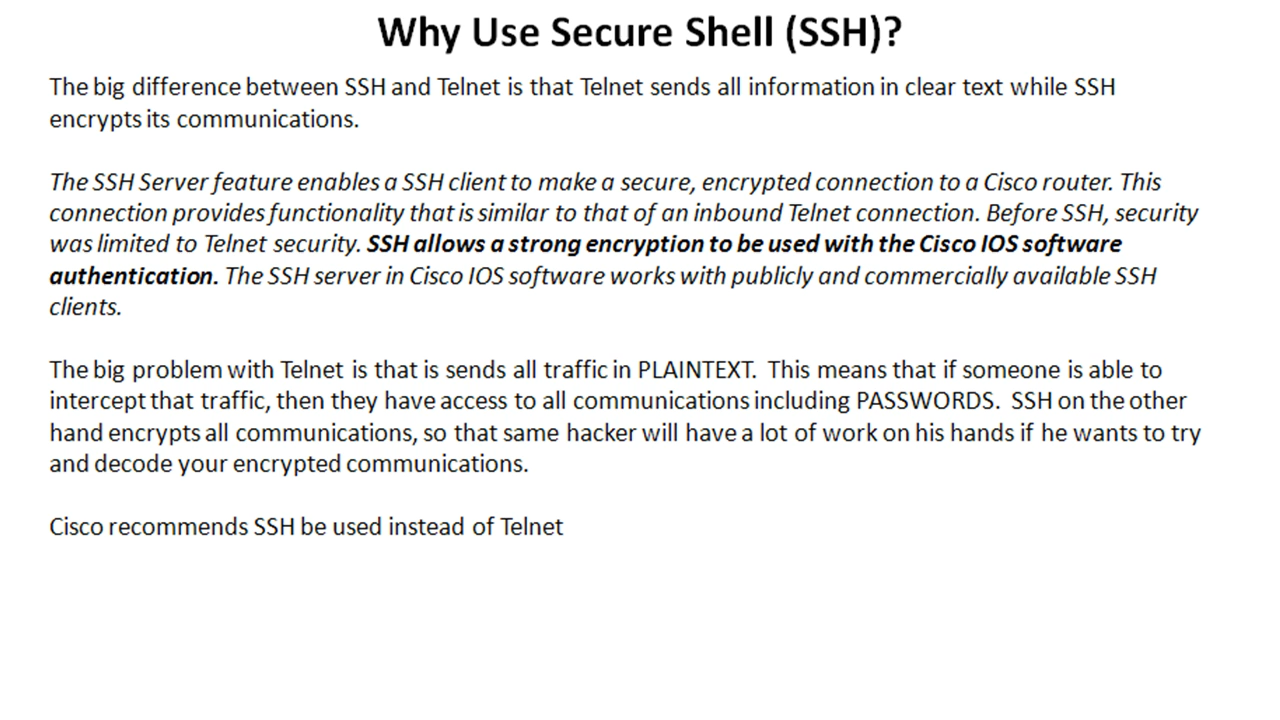 Why Use Secure Shell (SSH)?
The big difference between SSH and Telnet is that Telnet sends all information in clear text while SSH
encrypts its communications.
The SSH Server feature enables a SSH client to make a secure, encrypted connection to a Cisco router. This
connection provides functionality that is similar to that of an inbound Telnet connection. Before SSH, security
was limited to Telnet security. SSH allows a strong encryption to be used with the Cisco IOS software
authentication. The SSH server in Cisco IOS software works with publicly and commercially available SSH
clients.
The big problem with Telnet is that is sends all traffic in PLAINTEXT.  This means that if someone is able to
intercept that traffic, then they have access to all communications including PASSWORDS.  SSH on the other
hand encrypts all communications, so that same hacker will have a lot of work on his hands if he wants to try
and decode your encrypted communications.
Cisco recommends SSH be used instead of Telnet